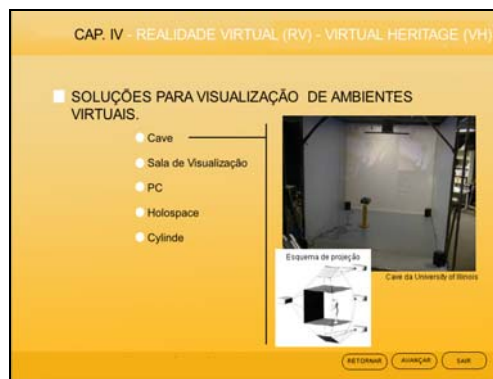 CAP. IV - REALIDADE VIRTUAL (RV) - VIRTUAL HERITAGE (VH)
SOLUÇÕES PARA VISUALIZAÇÃO DE AMBIENTES
VIRTUAIS.
Cave
Sala de Visualização
PC
Holospace
Cylinde
Esquema de projeção
Cave da University of Illinois
RETORNAR
AVANÇAR
SAIR